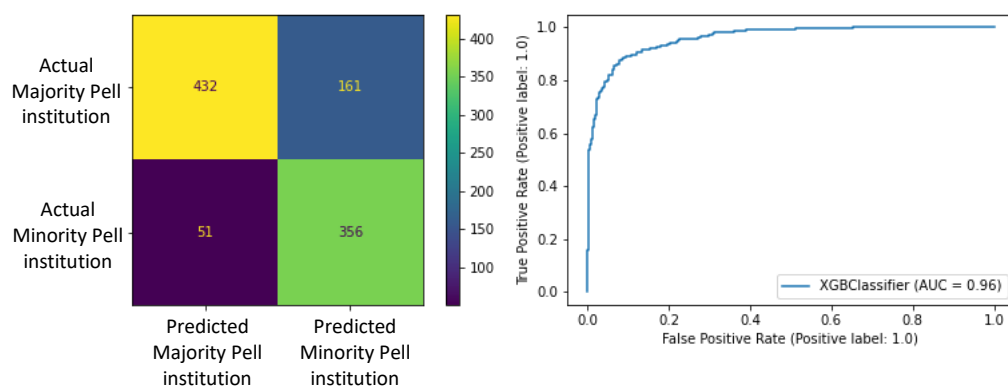 Actual
Majority Pell
institution
Actual
Minority Pell
institution
432
161
51
356
Predicted
Majority Pell
institution
Predicted
Minority Pell
institution
400
350
300
250
200
150
100
True Positive Rate (Positive label: 1.0)
1.0
0.8
0.6
0.4
0.2
0.0
XGBClassifier (AUC = 0.96)
0.0 0.2 0.4 0.6 0.8 1.0
False Positive Rate (Positive label: 1.0)